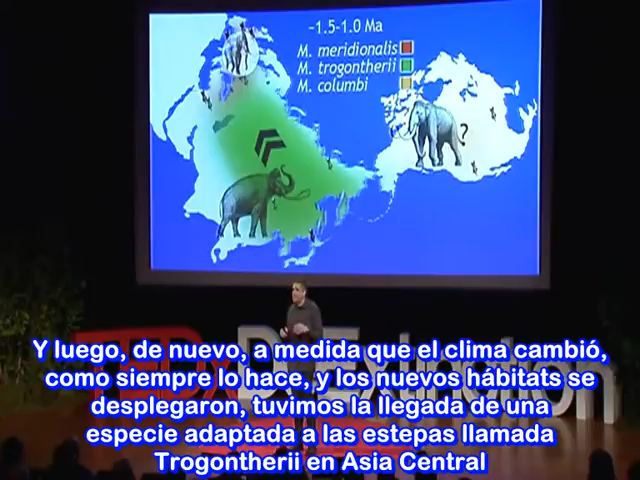 ~1.5-1.0 Ma
M. meridionalis
M. trogontherii
M. columbi
?
TEDx DeExtinction
Y luego, de nuevo, a medida que el clima cambió,
como siempre lo hace, y los nuevos hábitats se
desplegaron, tuvimos la llegada de una
especie adaptada a las estepas llamada
Trogontherii en Asia Central